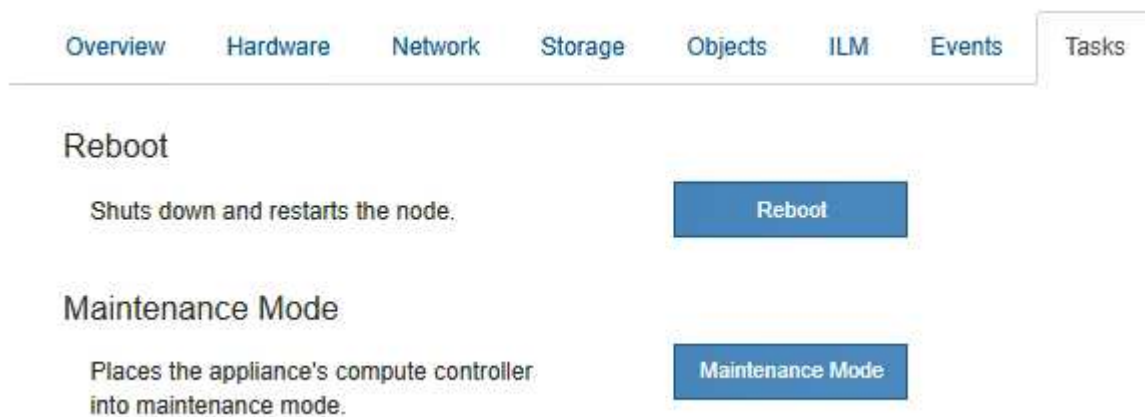 Overview Hardware Network Storage Objects ILM Events Tasks
Reboot
Shuts down and restarts the node.
Reboot
Maintenance Mode
Places the appliance's compute controller
into maintenance mode.
Maintenance Mode